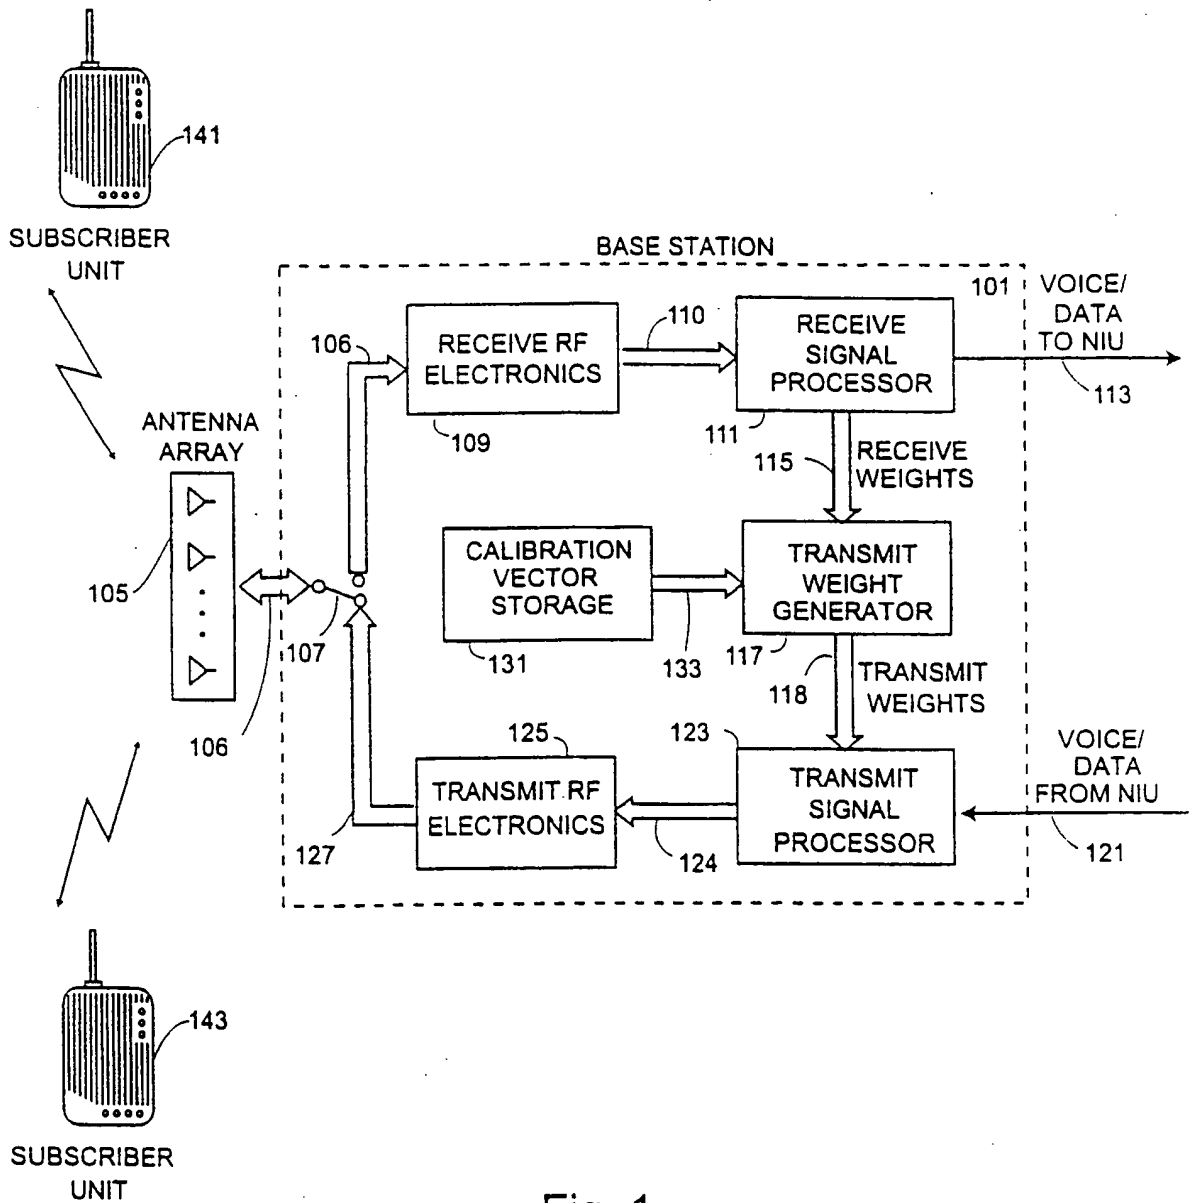 141
SUBSCRIBER
UNIT
BASE STATION
101
VOICE/
DATA
TO NIU
113
106
RECEIVE RF
ELECTRONICS
109
110
RECEIVE
SIGNAL
PROCESSOR
111
115
RECEIVE
WEIGHTS
ANTENNA
ARRAY
105
106
107
CALIBRATION
VECTOR
STORAGE
131
133
TRANSMIT
WEIGHT
GENERATOR
117
118
TRANSMIT
WEIGHTS
125
TRANSMIT RF
ELECTRONICS
127
124
123
TRANSMIT
SIGNAL
PROCESSOR
VOICE/
DATA
FROM NIU
121
143
SUBSCRIBER
UNIT
Fig. 1